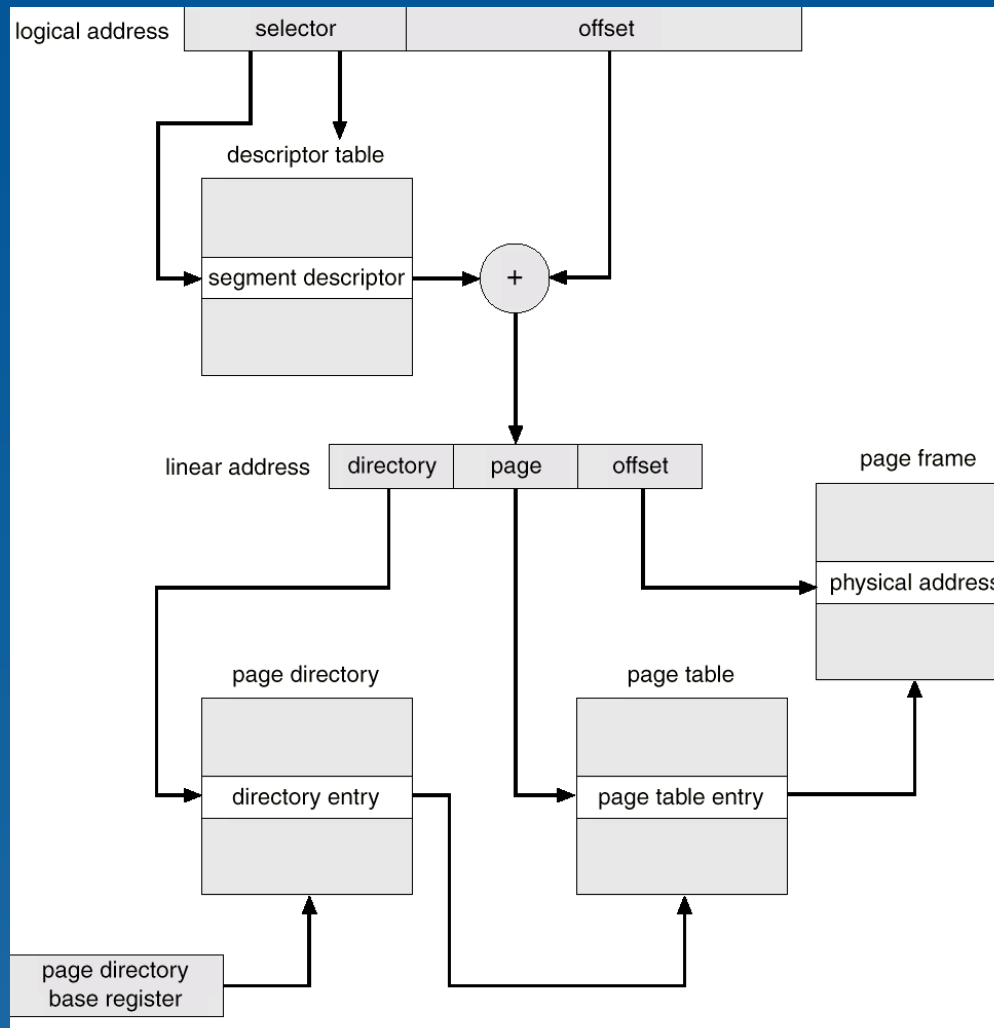 logical address
selector
offset
descriptor table
segment descriptor
+
linear address
directory
page
offset
page frame
physical address
page directory
page table
directory entry
page table entry
page directory
base register